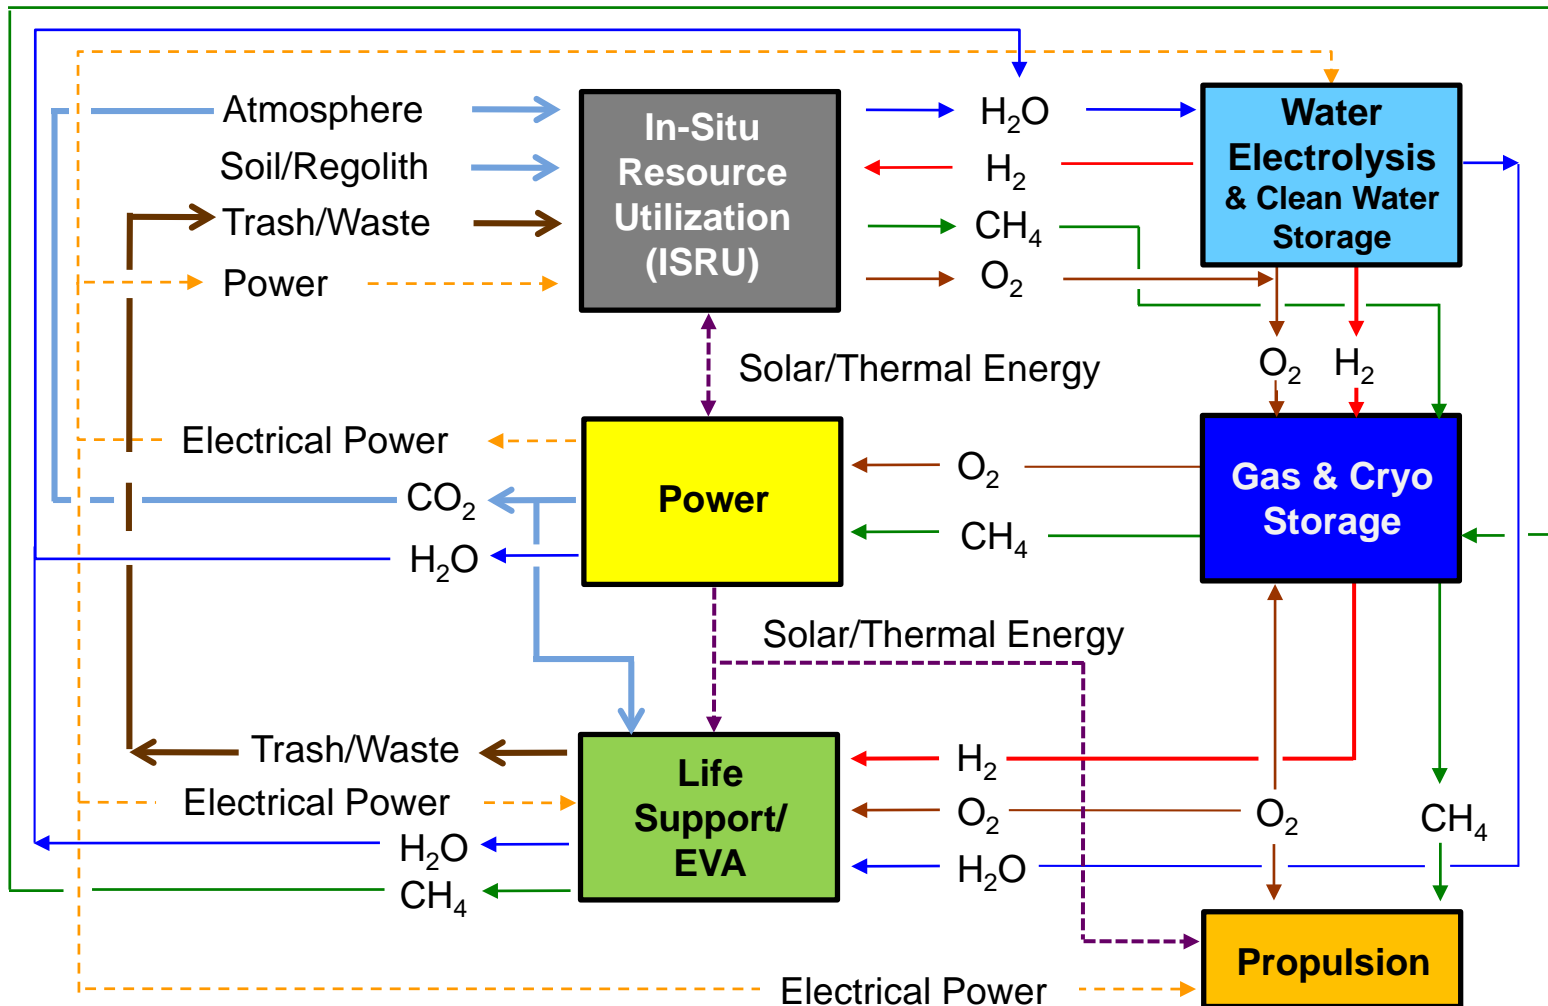 Atmosphere
Soil/Regolith
Trash/Waste
Power
In-Situ
Resource
Utilization
(ISRU)
H₂O
H₂
CH₄
O₂
Water
Electrolysis
& Clean Water
Storage
Solar/Thermal Energy
O₂
H₂
Electrical Power
CO₂
H₂O
Power
O₂
CH₄
Gas & Cryo
Storage
Solar/Thermal Energy
Trash/Waste
Electrical Power
H₂O
CH₄
Life
Support/
EVA
H₂
O₂
H₂O
O₂
CH₄
Propulsion
Electrical Power